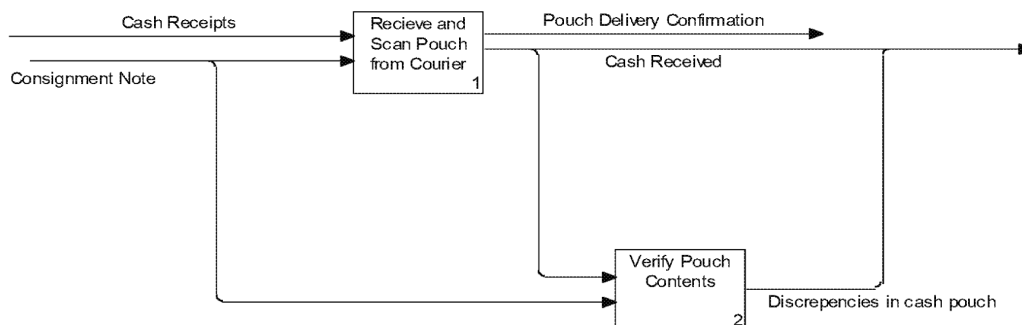 Cash Receipts
Consignment Note
Recieve and
Scan Pouch
from Courier
1
Pouch Delivery Confirmation
Cash Received
Verify Pouch
Contents
2
Discrepencies in cash pouch